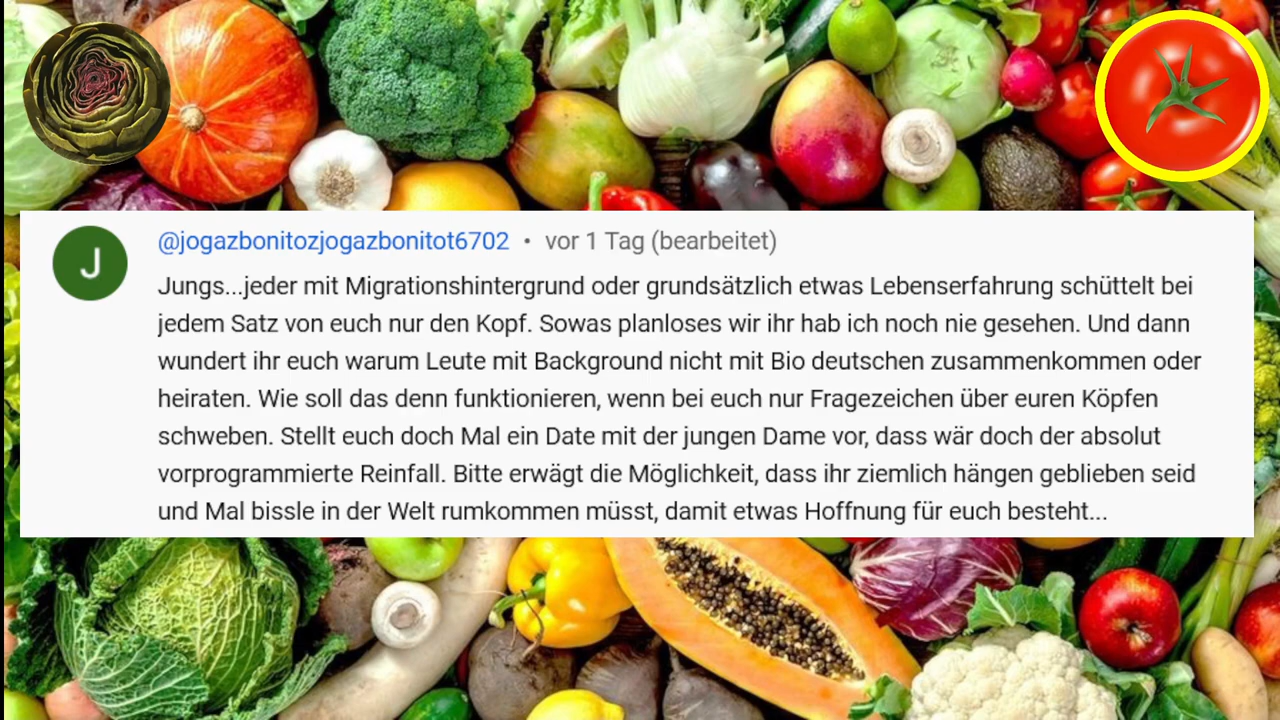 J
@jogazbonitozjogazbonitot6702 • vor 1 Tag (bearbeitet)
Jungs...jeder mit Migrationshintergrund oder grundsätzlich etwas Lebenserfahrung schüttelt bei
jedem Satz von euch nur den Kopf. Sowas planloses wir ihr hab ich noch nie gesehen. Und dann
wundert ihr euch warum Leute mit Background nicht mit Bio deutschen zusammenkommen oder
heiraten. Wie soll das denn funktionieren, wenn bei euch nur Fragezeichen über euren Köpfen
schweben. Stellt euch doch Mal ein Date mit der jungen Dame vor, dass wär doch der absolut
vorprogrammierte Reinfall. Bitte erwägt die Möglichkeit, dass ihr ziemlich hängen geblieben seid
und Mal bissle in der Welt rumkommen müsst, damit etwas Hoffnung für euch besteht...